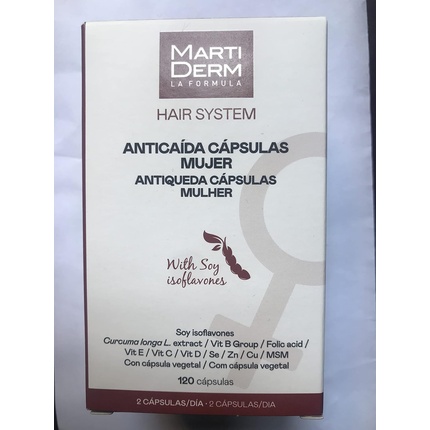 MARTI
DERM
LA FORMULA
HAIR SYSTEM
ANTICAÍDA CÁPSULAS
MUJER
ANTIQUEDA CÁPSULAS
MULHER
With Soy
isoflavones
Soy isoflavones
Curcuma longa L. extract / Vit B Group / Folic acid /
Vit E / Vit C / Vit D / Se / Zn / Cu / MSM
Con cápsula vegetal / Com cápsula vegetal
120 cápsulas
2 CÁPSULAS/DÍA · 2 CÁPSULAS/DIA